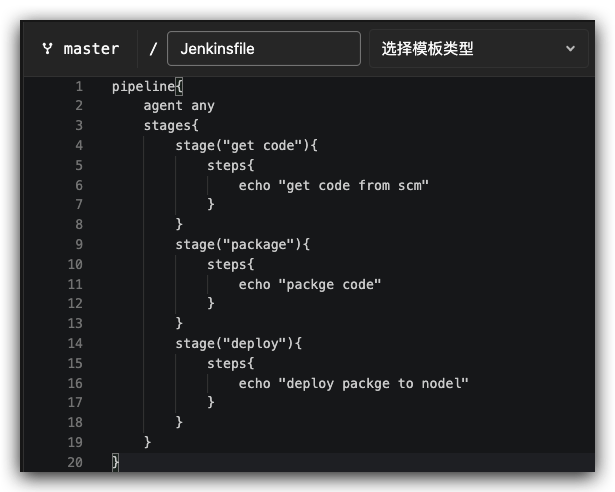 master / Jenkinsfile 选择模板类型
1 pipeline{
2     agent any
3     stages{
4         stage("get code"){
5             steps{
6                 echo "get code from scm"
7             }
8         }
9         stage("package"){
10             steps{
11                 echo "packge code"
12             }
13         }
14         stage("deploy"){
15             steps{
16                 echo "deploy packge to nodel"
17             }
18         }
19     }
20 }